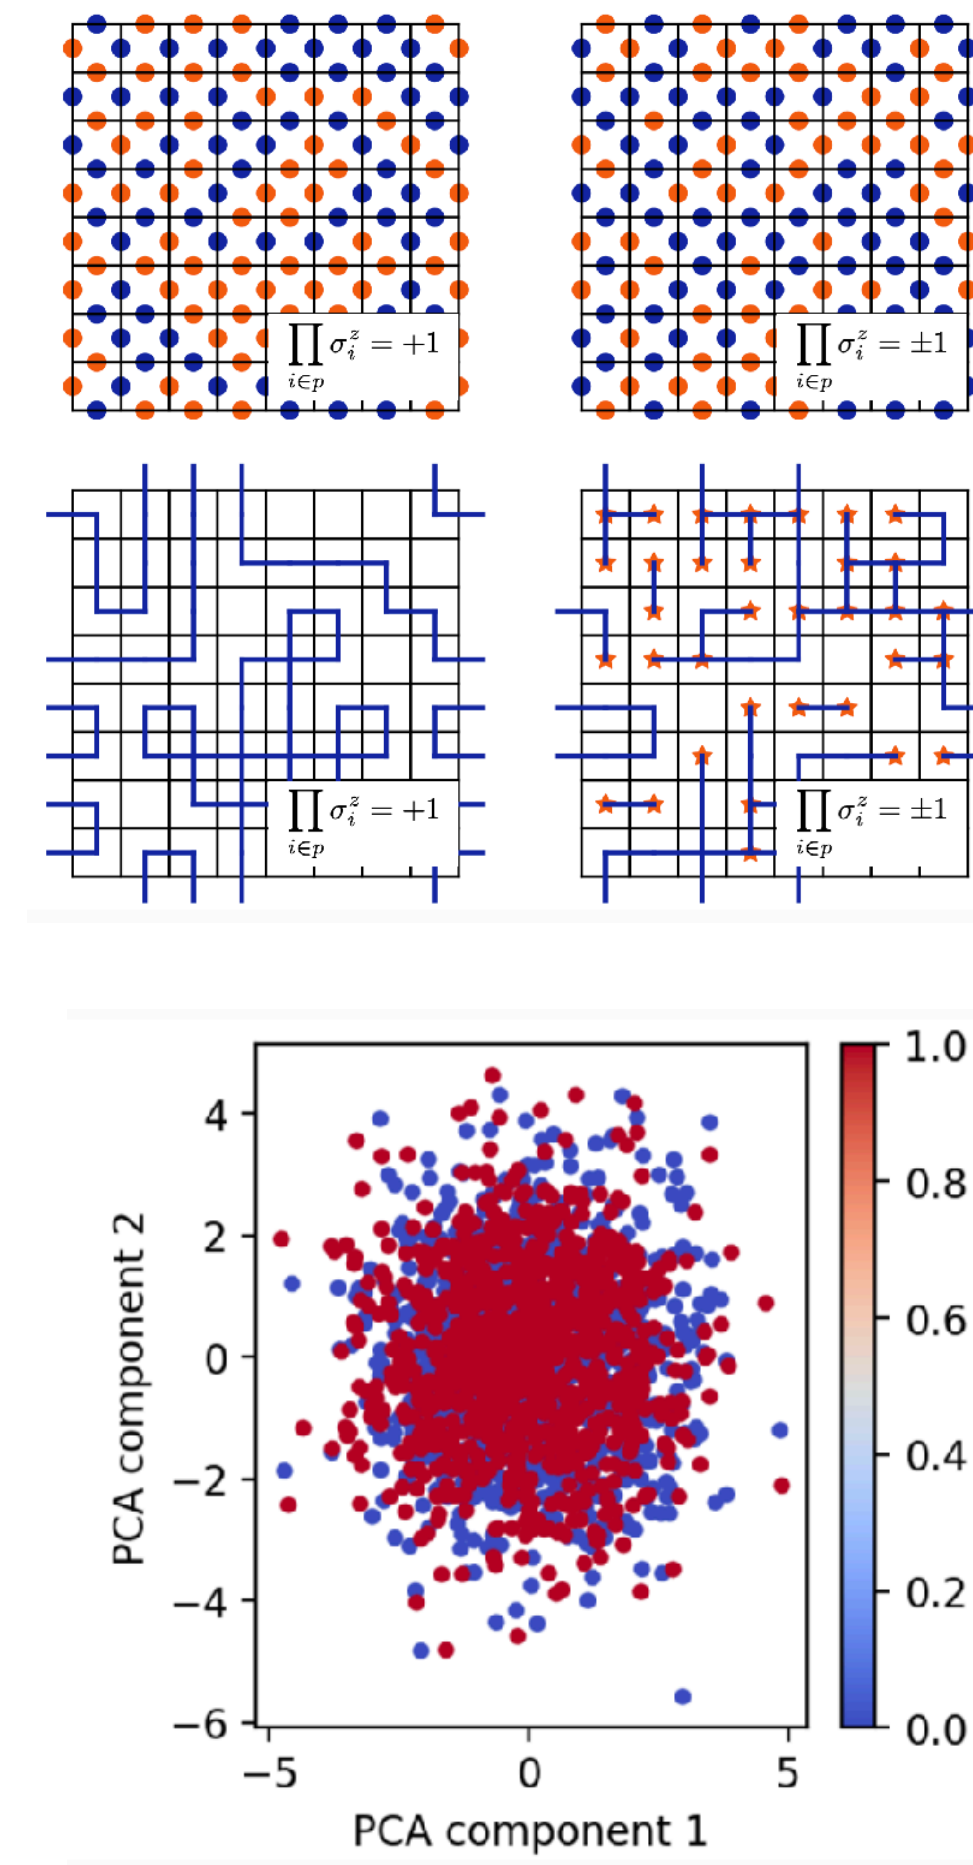 ∏ σ_i^z = +1
i∈p
∏ σ_i^z = ±1
i∈p
∏ σ_i^z = +1
i∈p
∏ σ_i^z = ±1
i∈p
1.0
0.8
0.6
0.4
0.2
0.0
4
2
0
−2
−4
−6
PCA component 2
−5 0 5
PCA component 1